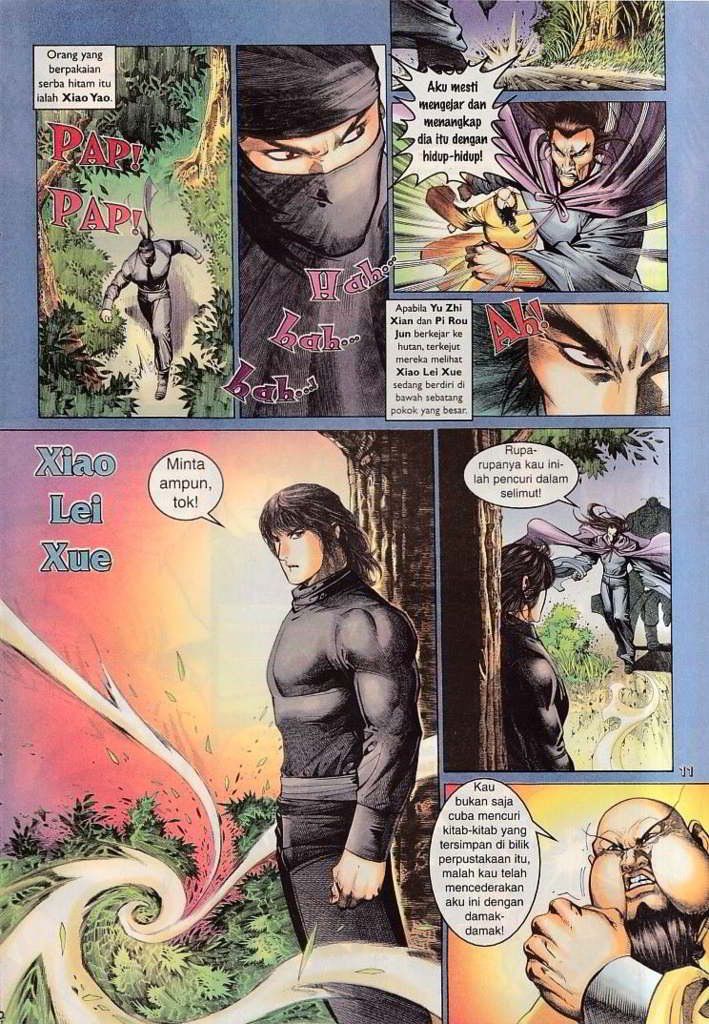 Orang yang
berpakaian
serba hitam itu
ialah Xiao Yao.
PAP!
PAP!
Hah...
hah...
hah...!
Aku mesti
mengejar dan
menangkap
dia itu dengan
hidup-hidup!
Apabila Yu Zhi
Xian dan Pi Rou
Jun berkejar ke
hutan, terkejut
mereka melihat
Xiao Lei Xue
sedang berdiri di
bawah sebatang
pokok yang besar.
Ah!
Xiao
Lei
Xue
Minta
ampun,
tok!
Rupa-
rupanya kau ini-
lah pencuri dalam
selimut!
11
Kau
bukan saja
cuba mencuri
kitab-kitab yang
tersimpan di bilik
perpustakaan itu,
malah kau telah
mencederakan
aku ini dengan
damak-
damak!